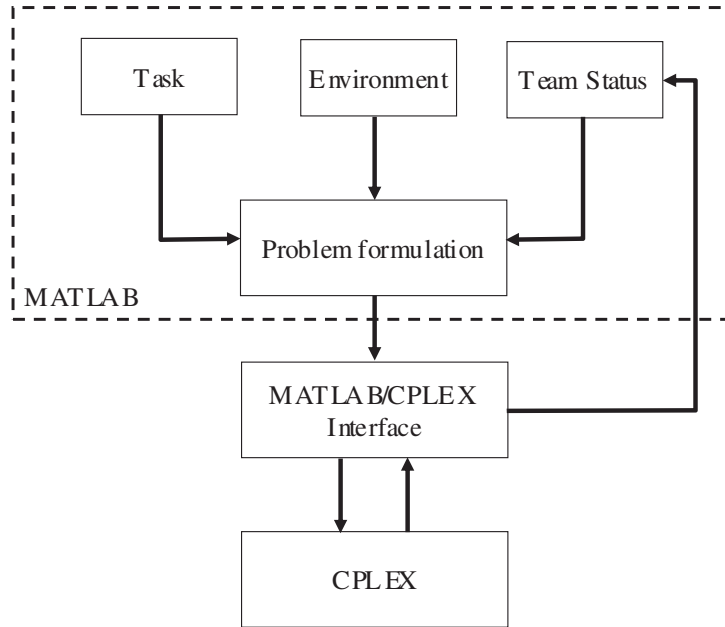 Task
Environment
Team Status
Problem formulation
MATLAB
MATLAB/CPLEX
Interface
CPLEX